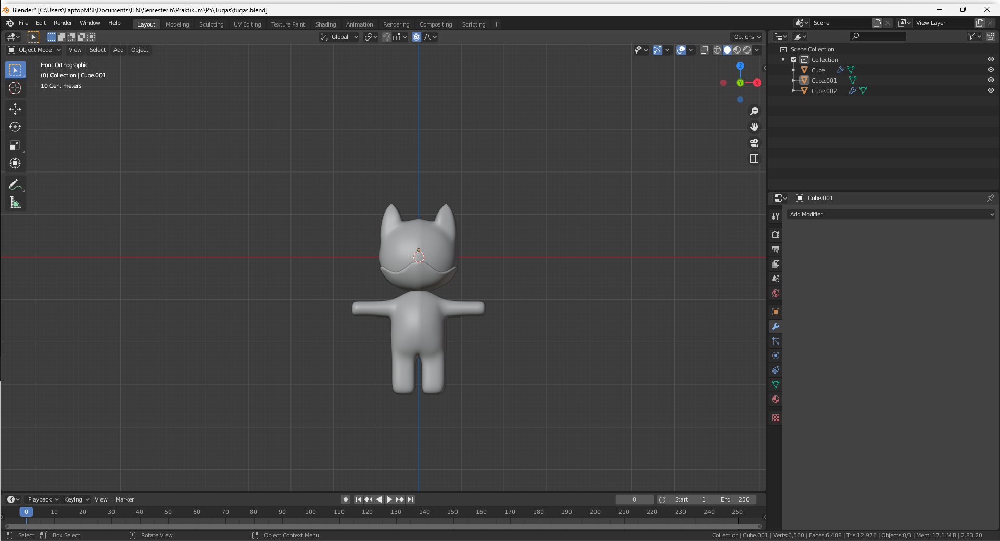 Blender* [C:\Users\LaptopMSI\Documents\ITN\Semester 6\Praktikum\P5\Tugas\tugas.blend]
File Edit Render Window Help Layout Modeling Sculpting UV Editing Texture Paint Shading Animation Rendering Compositing Scripting + Scene View Layer
Global Options
Object Mode View Select Add Object
Front Orthographic
(0) Collection | Cube.001
10 Centimeters
Z
Y
X
Scene Collection
Collection
Cube
Cube.001
Cube.002
Cube.001
Add Modifier
Playback Keying View Marker 0 Start 1 End 250
0 10 20 30 40 50 60 70 80 90 100 110 120 130 140 150 160 170 180 190 200 210 220 230 240 250
Select Box Select Rotate View Object Context Menu Collection | Cube.001 | Verts:6,560 | Faces:6,488 | Tris:12,976 | Objects:0/3 | Mem: 17.1 MiB | 2.83.20